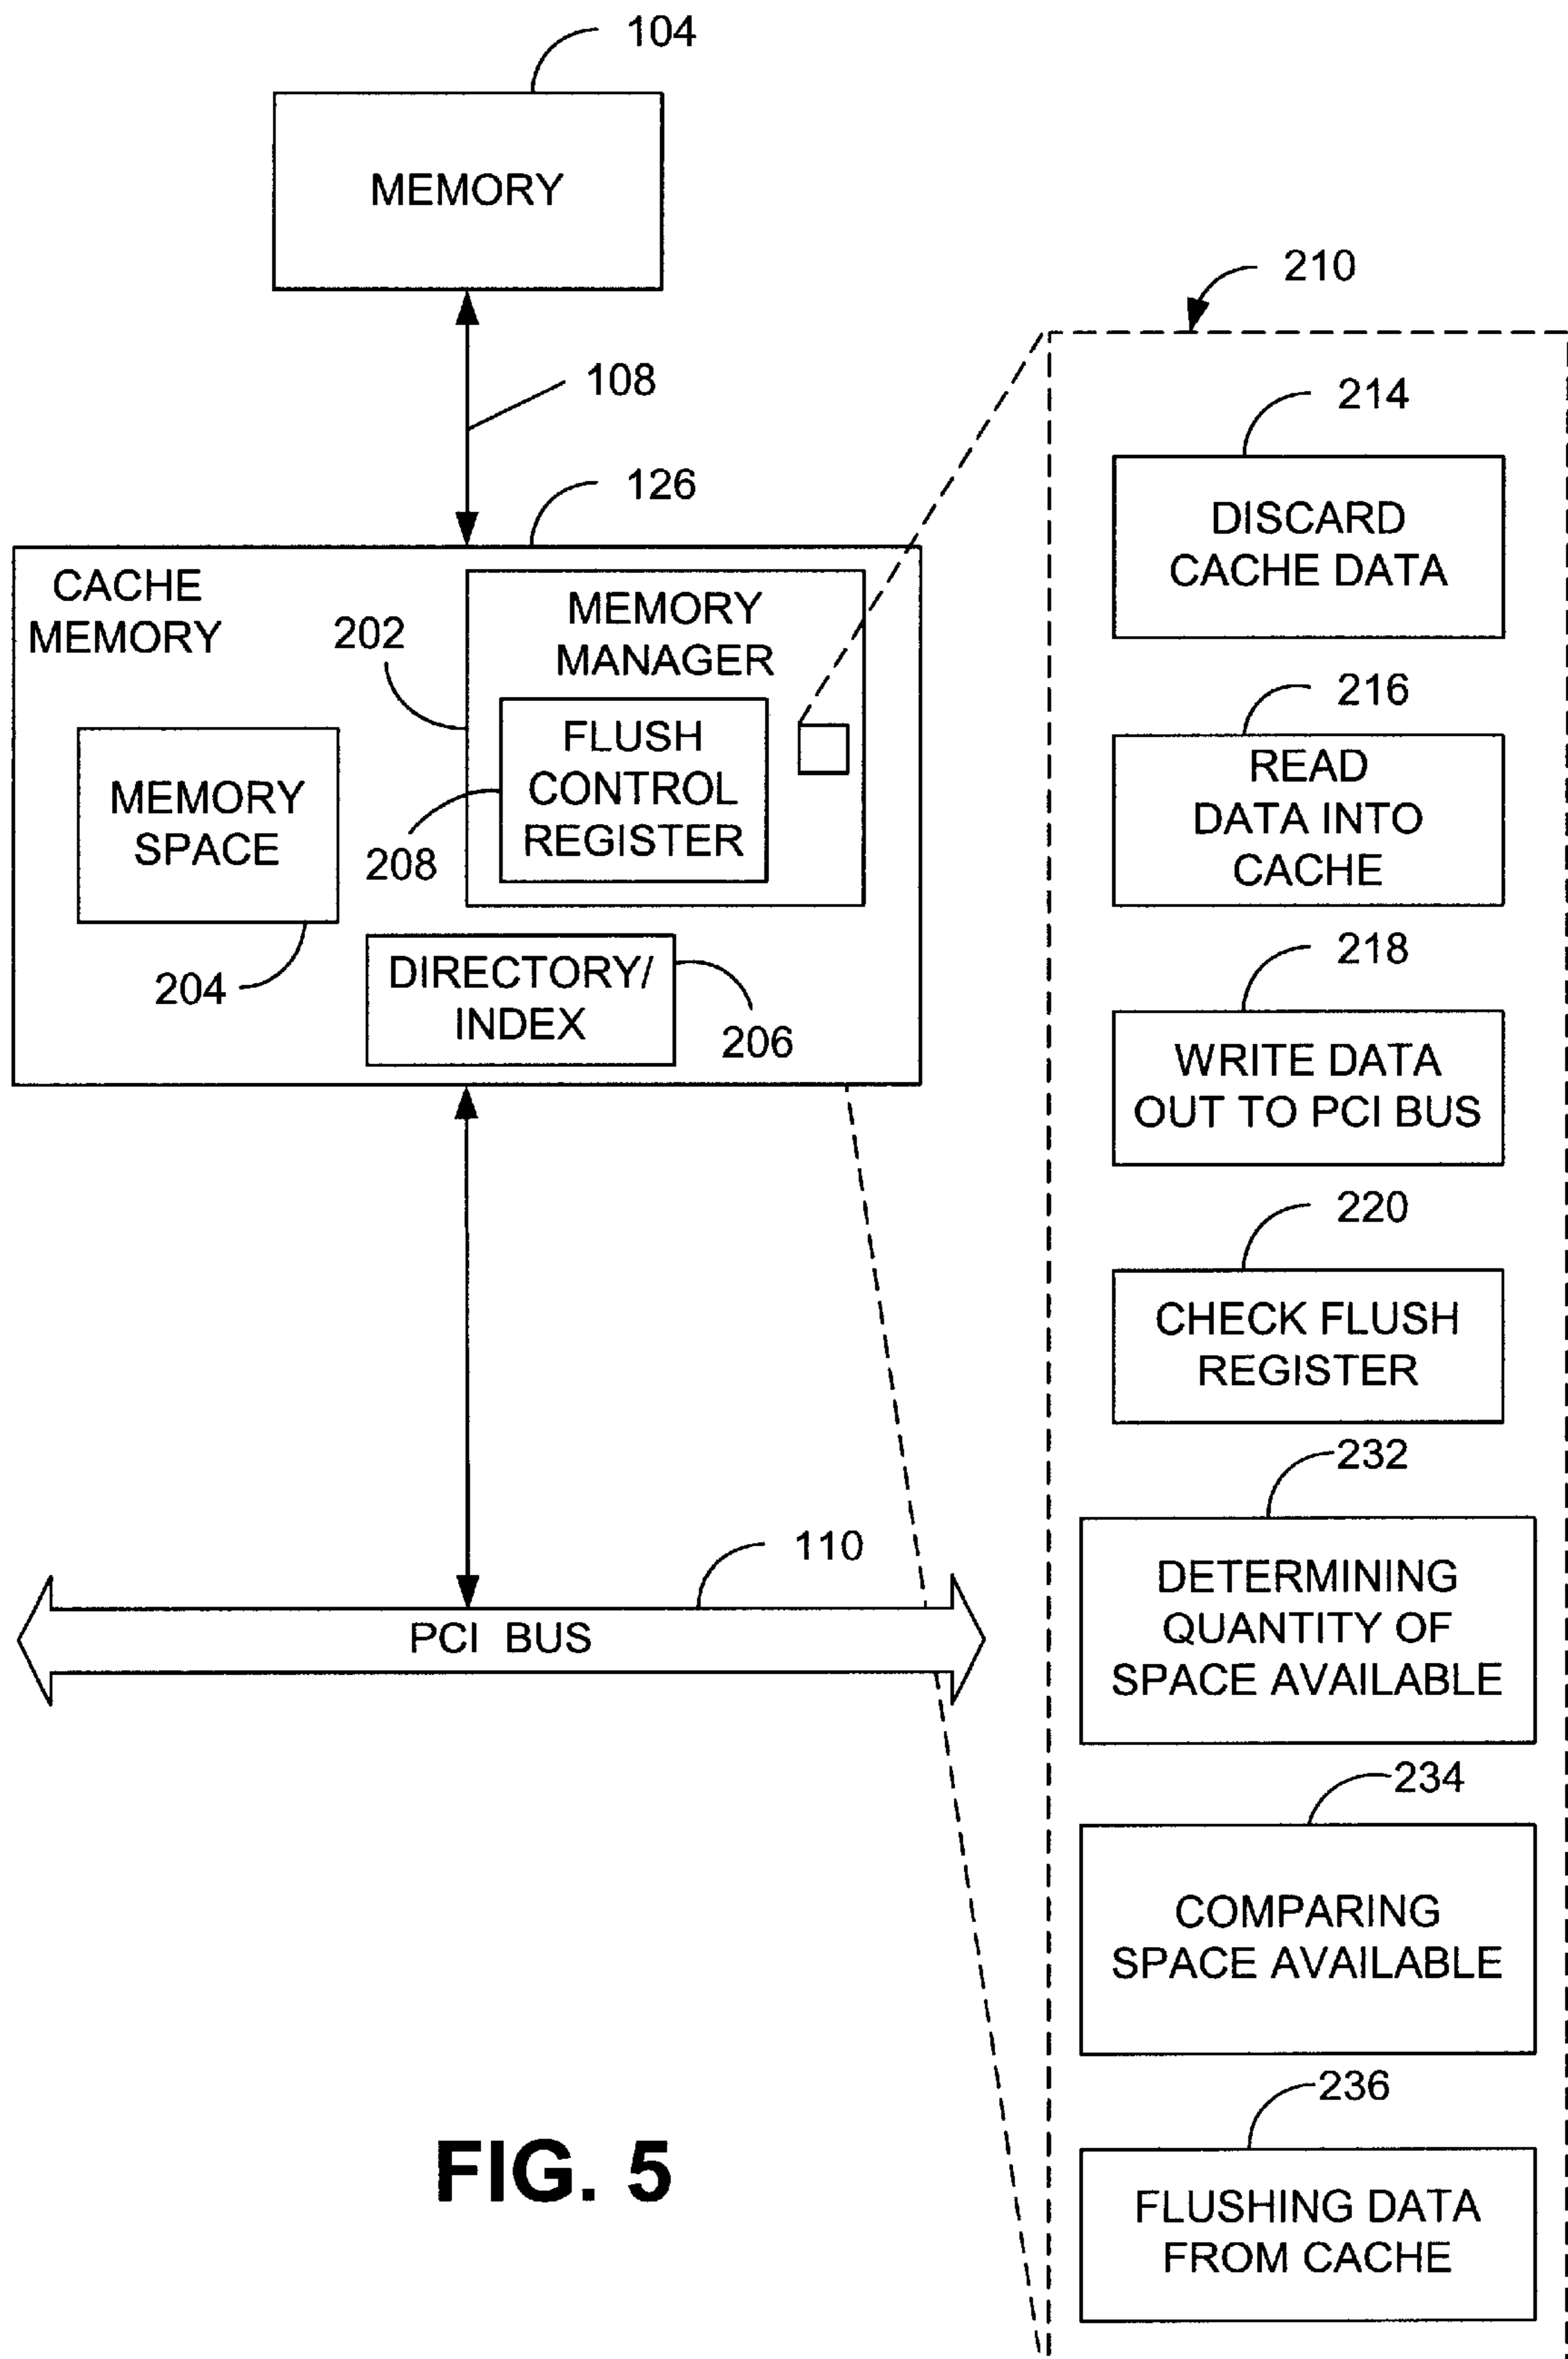 104
MEMORY
108
126
CACHE
MEMORY
202
MEMORY
MANAGER
FLUSH
CONTROL
REGISTER
208
MEMORY
SPACE
204
DIRECTORY/
INDEX
206
110
PCI BUS
210
214
DISCARD
CACHE DATA
216
READ
DATA INTO
CACHE
218
WRITE DATA
OUT TO PCI BUS
220
CHECK FLUSH
REGISTER
232
DETERMINING
QUANTITY OF
SPACE AVAILABLE
234
COMPARING
SPACE AVAILABLE
236
FLUSHING DATA
FROM CACHE
FIG. 5